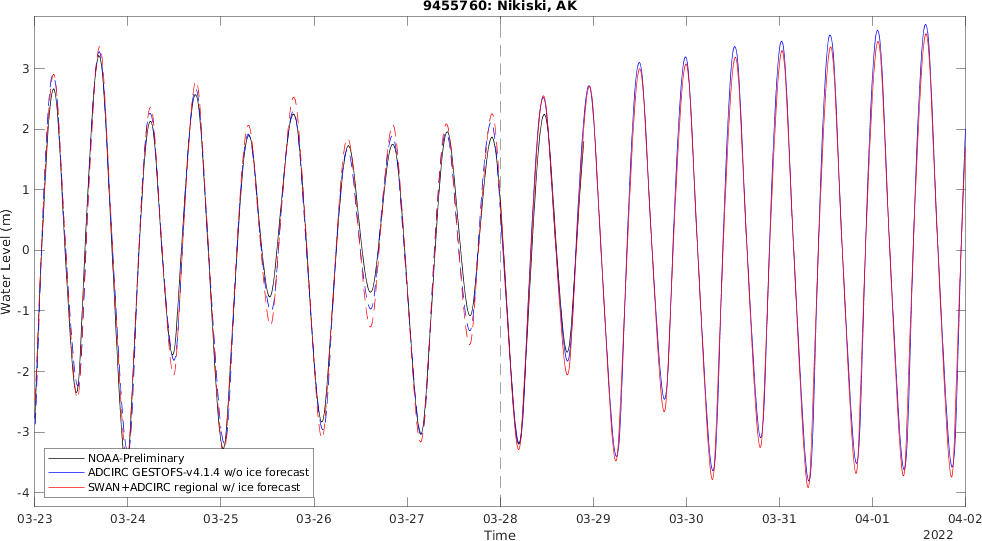 9455760: Nikiski, AK
Water Level (m)
3
2
1
0
-1
-2
-3
-4
NOAA-Preliminary
ADCIRC GESTOFS-v4.1.4 w/o ice forecast
SWAN+ADCIRC regional w/ ice forecast
03-23 03-24 03-25 03-26 03-27 03-28 03-29 03-30 03-31 04-01 04-02
Time
2022